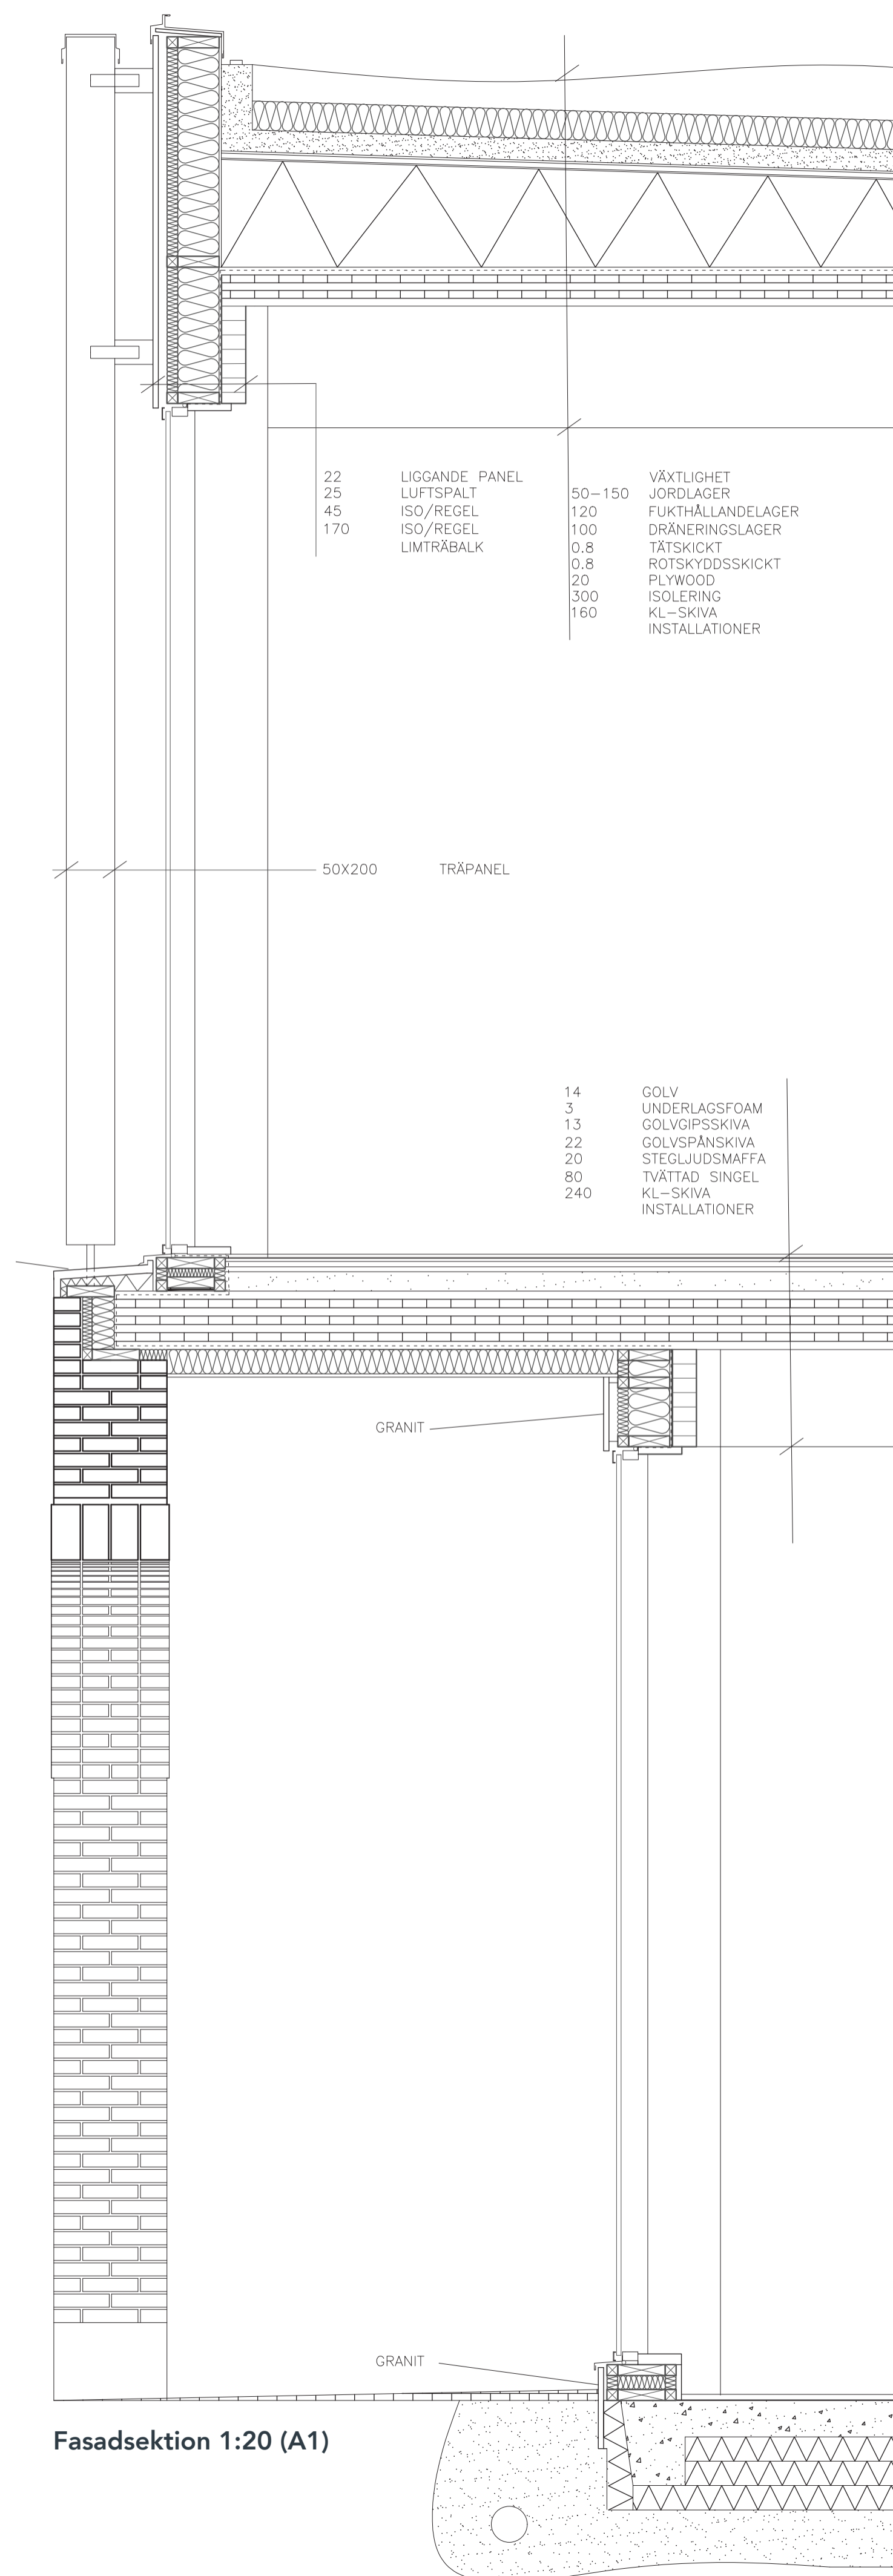 22 LIGGANDE PANEL
25 LUFTSPALT
45 ISO/REGEL
170 ISO/REGEL
LIMTRÄBALK
VÄXTLIGHET
50-150 JORDLAGER
120 FUKTHÅLLANDELAGER
100 DRÄNERINGSLAGER
0.8 TÄTSKICKT
0.8 ROTSKYDDSSKICKT
20 PLYWOOD
300 ISOLERING
160 KL-SKIVA
INSTALLATIONER
50X200 TRÄPANEL
14 GOLV
3 UNDERLAGSFOAM
13 GOLVGIPSSKIVA
22 GOLVSPÅNSKIVA
20 STEGLJUDSMAFFA
80 TVÄTTAD SINGEL
240 KL-SKIVA
INSTALLATIONER
GRANIT
GRANIT
Fasadsektion 1:20 (A1)